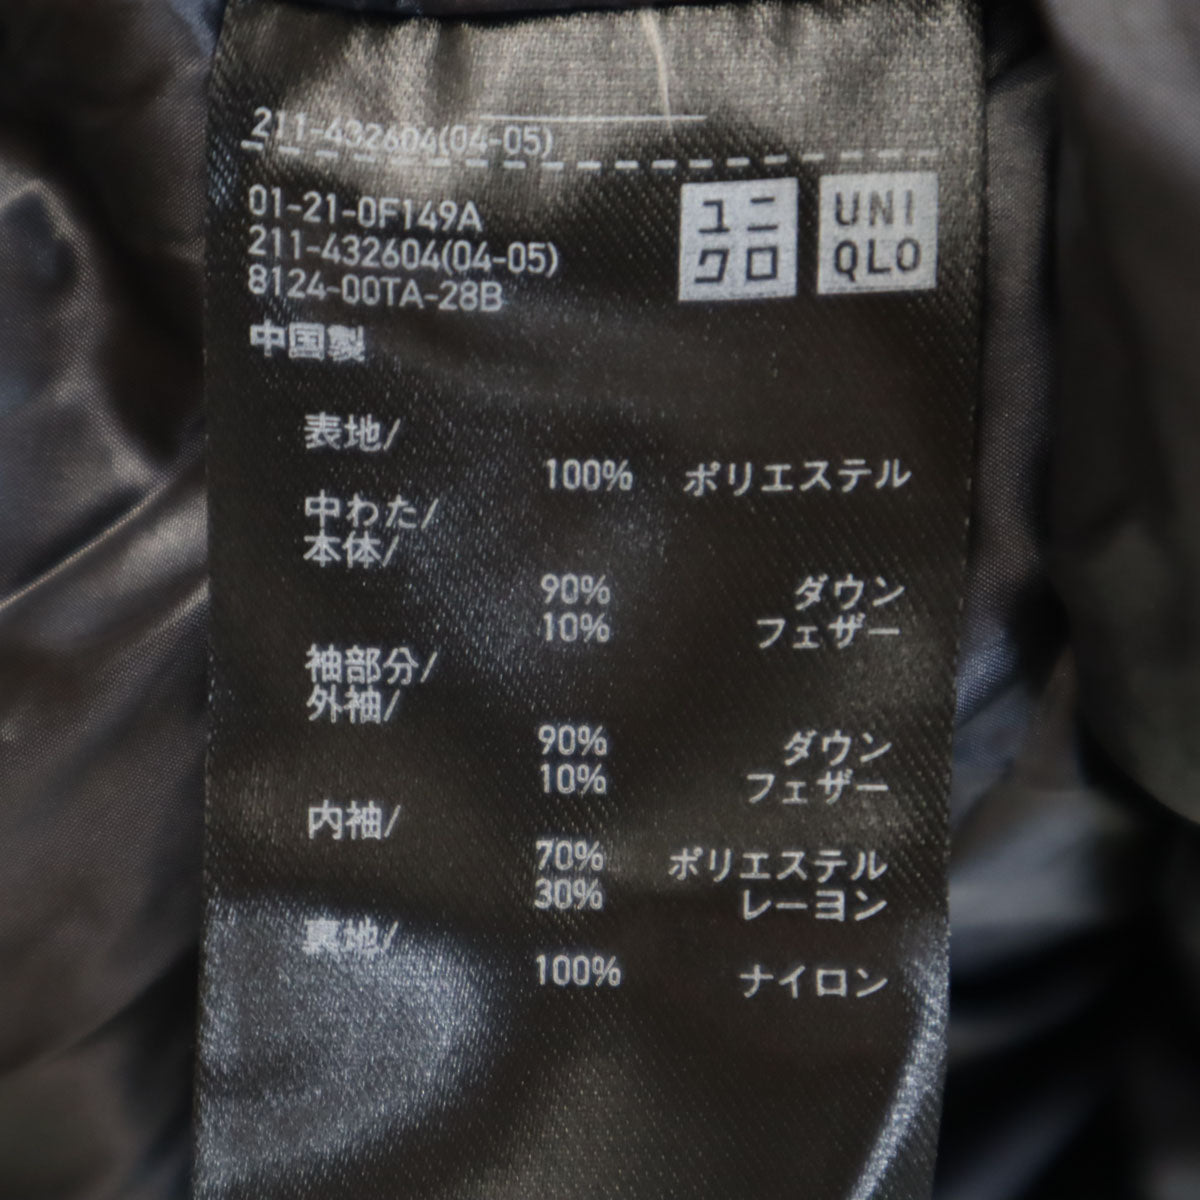 211-432604(04-05)
01-21-0F149A
211-432604(04-05)
8124-00TA-28B
ユニ
クロ
UNI
QLO
中国製
表地/
100% ポリエステル
中わた/
本体/
90% ダウン
10% フェザー
袖部分/
外袖/
90% ダウン
10% フェザー
内袖/
70% ポリエステル
30% レーヨン
裏地/
100% ナイロン